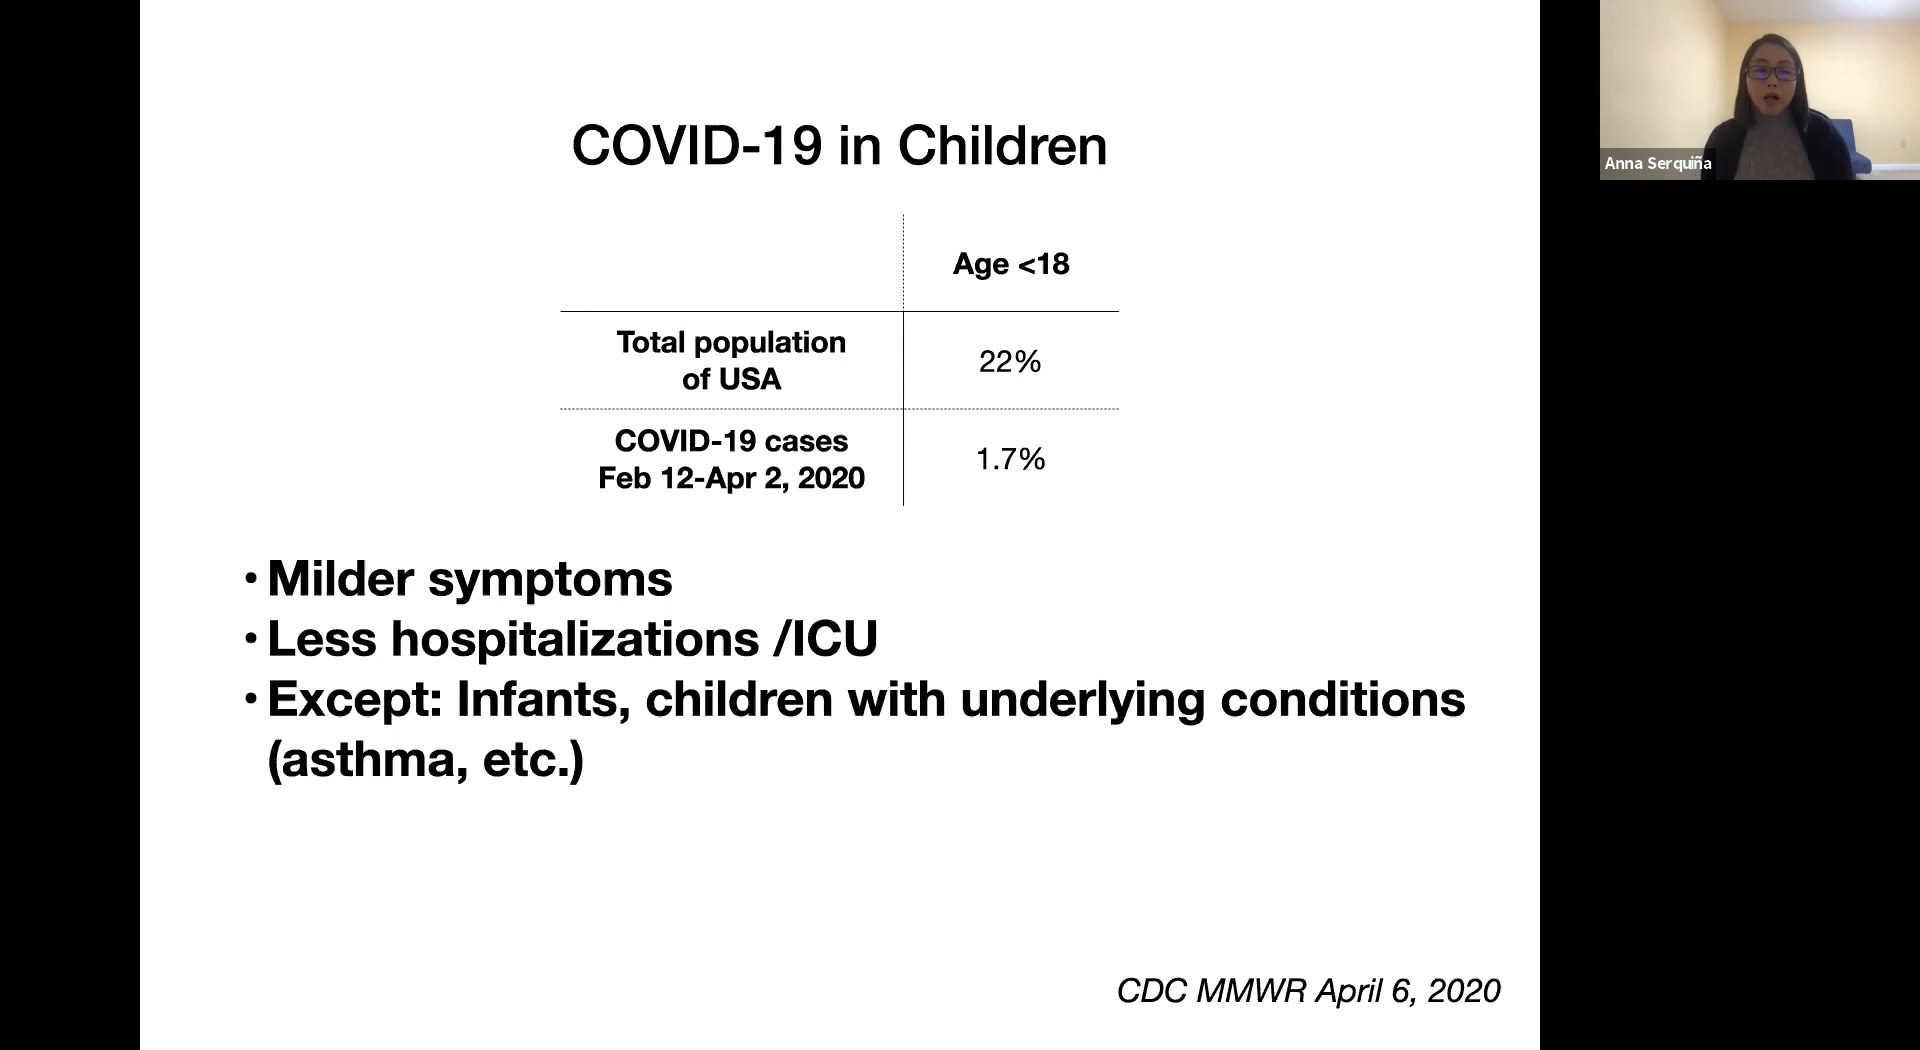 COVID-19 in Children
Age <18
Total population
of USA
22%
COVID-19 cases
Feb 12-Apr 2, 2020
1.7%
• Milder symptoms
• Less hospitalizations /ICU
• Except: Infants, children with underlying conditions
(asthma, etc.)
CDC MMWR April 6, 2020
Anna Serquiña